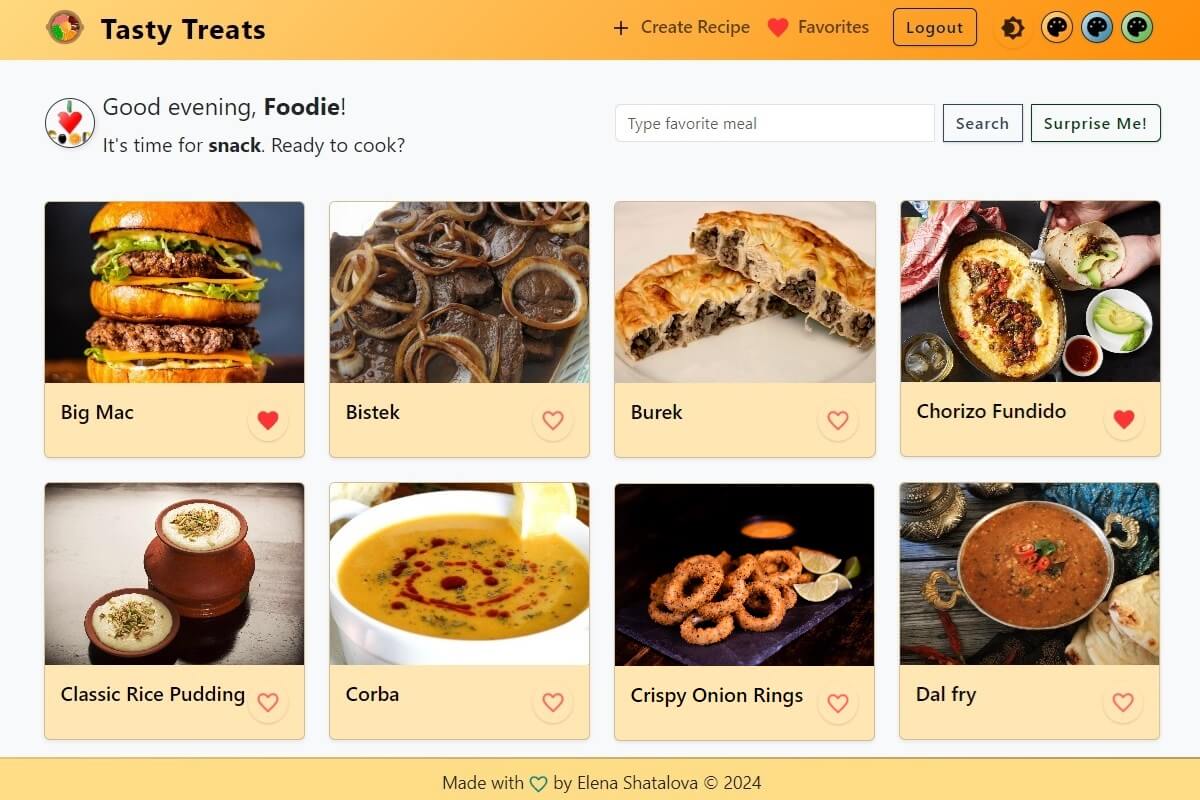 Tasty Treats
Create Recipe
Favorites
Logout
Good evening, Foodie!
It's time for snack. Ready to cook?
Type favorite meal
Search
Surprise Me!
Big Mac
Bistek
Burek
Chorizo Fundido
Classic Rice Pudding
Corba
Crispy Onion Rings
Dal fry
Made with by Elena Shatalova © 2024